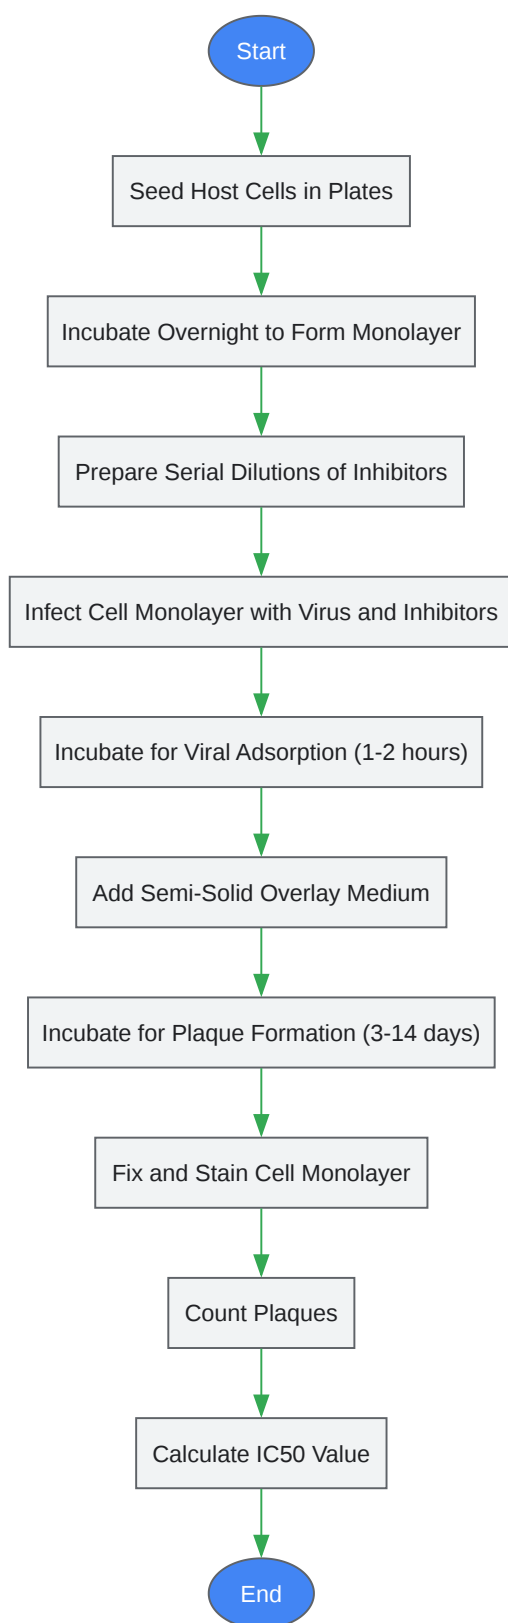 Start
Seed Host Cells in Plates
Incubate Overnight to Form Monolayer
Prepare Serial Dilutions of Inhibitors
Infect Cell Monolayer with Virus and Inhibitors
Incubate for Viral Adsorption (1-2 hours)
Add Semi-Solid Overlay Medium
Incubate for Plaque Formation (3-14 days)
Fix and Stain Cell Monolayer
Count Plaques
Calculate IC50 Value
End